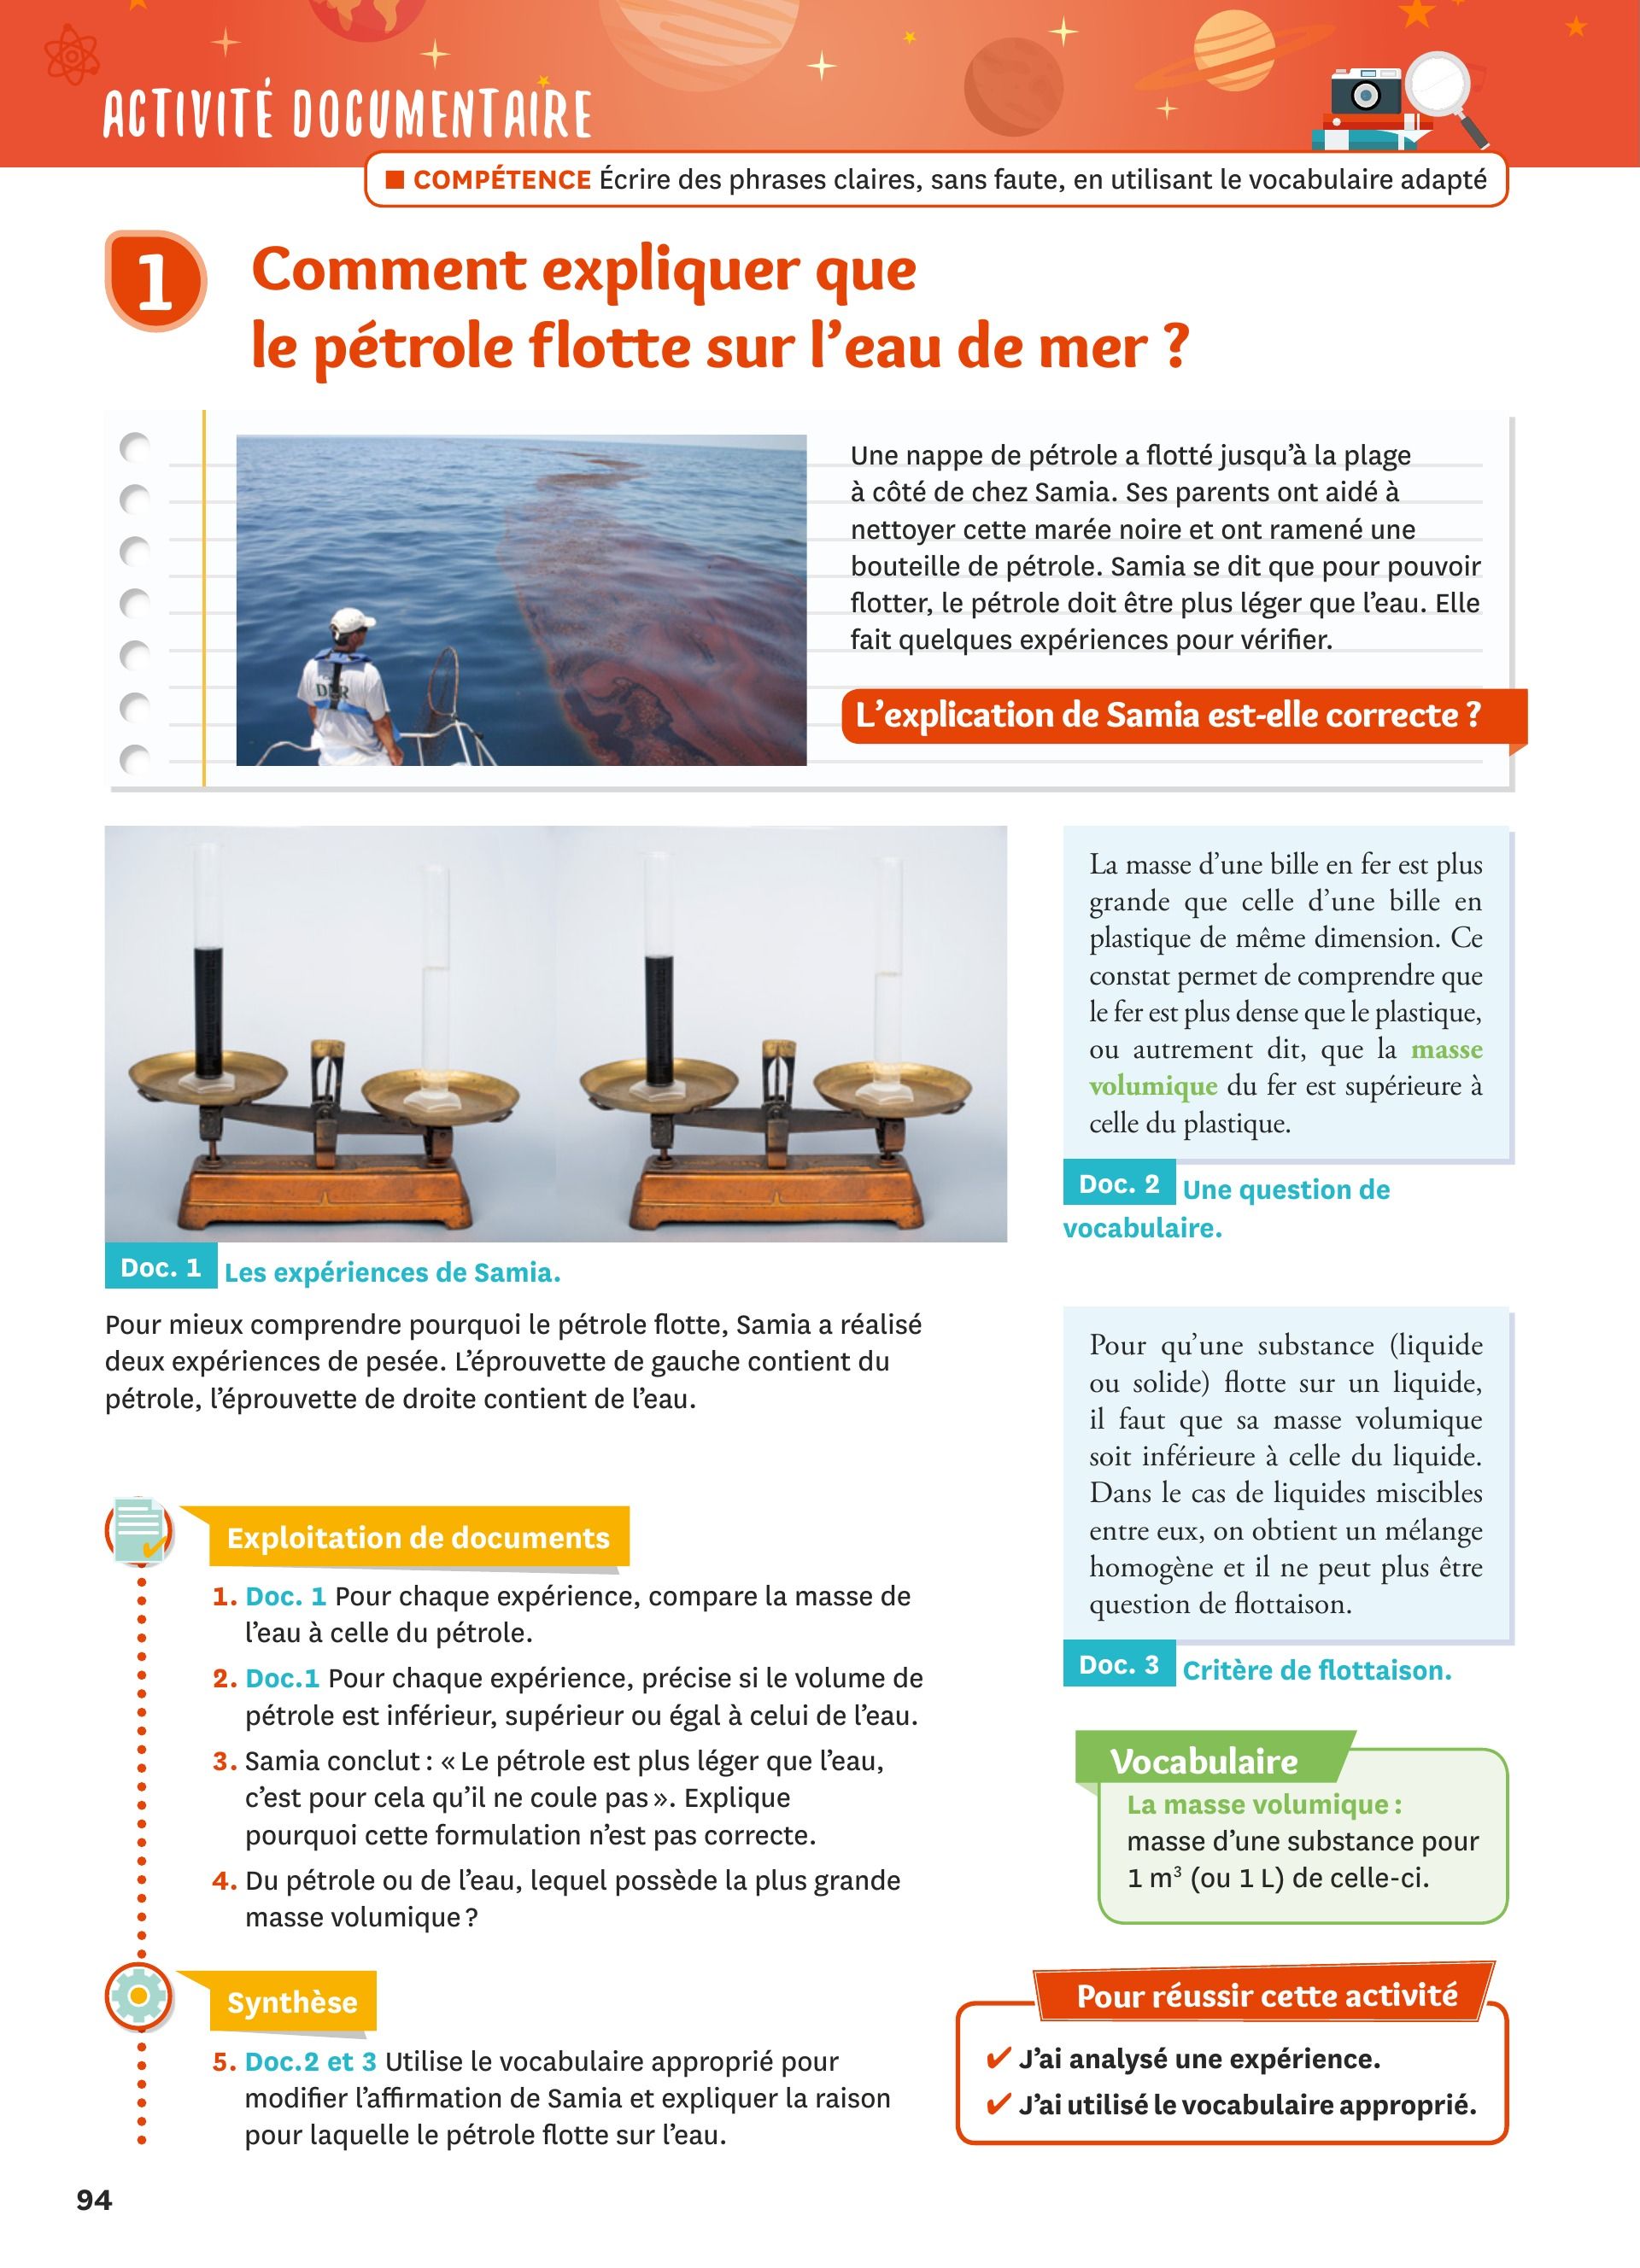 ACTIVITÉ DOCUMENTAIRE
■ COMPÉTENCE Écrire des phrases claires, sans faute, en utilisant le vocabulaire adapté
1
Comment expliquer que
le pétrole flotte sur l'eau de mer ?
Une nappe de pétrole a flotté jusqu'à la plage
à côté de chez Samia. Ses parents ont aidé à
nettoyer cette marée noire et ont ramené une
bouteille de pétrole. Samia se dit que pour pouvoir
flotter, le pétrole doit être plus léger que l'eau. Elle
fait quelques expériences pour vérifier.
L'explication de Samia est-elle correcte ?
Doc. 1 Les expériences de Samia.
Pour mieux comprendre pourquoi le pétrole flotte, Samia a réalisé
deux expériences de pesée. L'éprouvette de gauche contient du
pétrole, l'éprouvette de droite contient de l'eau.
La masse d'une bille en fer est plus
grande que celle d'une bille en
plastique de même dimension. Ce
constat permet de comprendre que
le fer est plus dense que le plastique,
ou autrement dit, que la masse
volumique du fer est supérieure à
celle du plastique.
Doc. 2 Une question de
vocabulaire.
Pour qu'une substance (liquide
ou solide) flotte sur un liquide,
il faut que sa masse volumique
soit inférieure à celle du liquide.
Dans le cas de liquides miscibles
entre eux, on obtient un mélange
homogène et il ne peut plus être
question de flottaison.
Doc. 3 Critère de flottaison.
Exploitation de documents
1. Doc. 1 Pour chaque expérience, compare la masse de
l'eau à celle du pétrole.
2. Doc.1 Pour chaque expérience, précise si le volume de
pétrole est inférieur, supérieur ou égal à celui de l'eau.
3. Samia conclut : « Le pétrole est plus léger que l'eau,
c'est pour cela qu'il ne coule pas ». Explique
pourquoi cette formulation n'est pas correcte.
4. Du pétrole ou de l'eau, lequel possède la plus grande
masse volumique ?
Synthèse
5. Doc.2 et 3 Utilise le vocabulaire approprié pour
modifier l'affirmation de Samia et expliquer la raison
pour laquelle le pétrole flotte sur l'eau.
Vocabulaire
La masse volumique :
masse d'une substance pour
1 m³ (ou 1 L) de celle-ci.
Pour réussir cette activité
✔ J'ai analysé une expérience.
✔ J'ai utilisé le vocabulaire approprié.
94